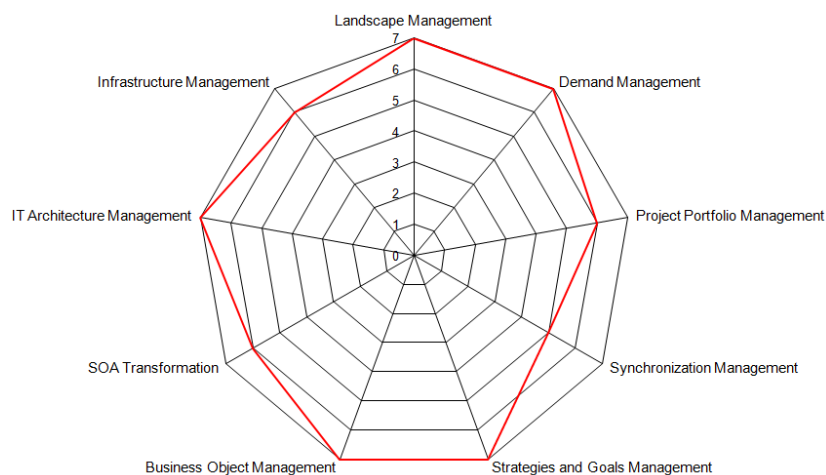 Landscape Management
7
Infrastructure Management
Demand Management
6
5
4
3
IT Architecture Management
Project Portfolio Management
2
1
0
SOA Transformation
Synchronization Management
Business Object Management
Strategies and Goals Management